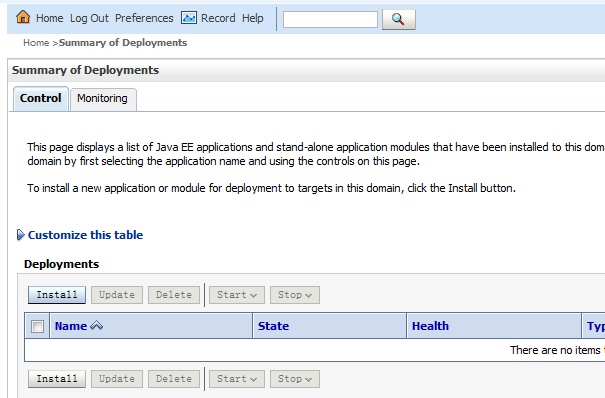 Home Log Out Preferences Record Help
Home >Summary of Deployments
Summary of Deployments
Control Monitoring
This page displays a list of Java EE applications and stand-alone application modules that have been installed to this dom
domain by first selecting the application name and using the controls on this page.
To install a new application or module for deployment to targets in this domain, click the Install button.
Customize this table
Deployments
Install Update Delete Start Stop
Name State Health Typ
There are no items
Install Update Delete Start Stop